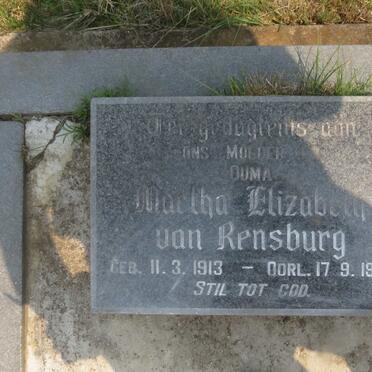 Ter gedagtenis aan
ONS MOEDER
OUMA
Martha Elizabeth
van Rensburg
GEB. 11. 3. 1913 – OORL. 17 9. 19
STIL TOT GOD.